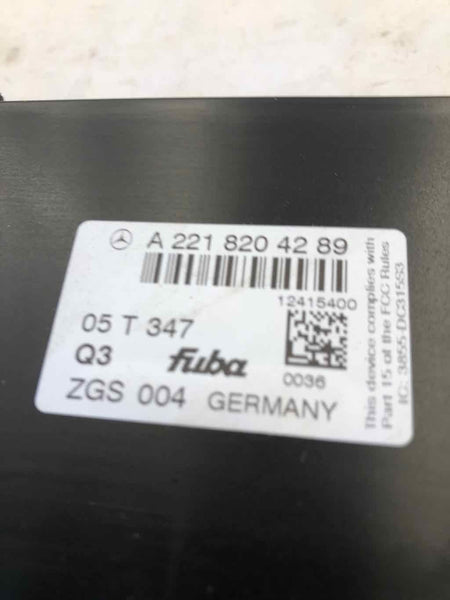 A 221 820 42 89
12415400
05 T 347
Q3 fuba 0036
ZGS 004 GERMANY
This device complies with
Part 15 of the FCC Rules
IC: 3855-DC315S3